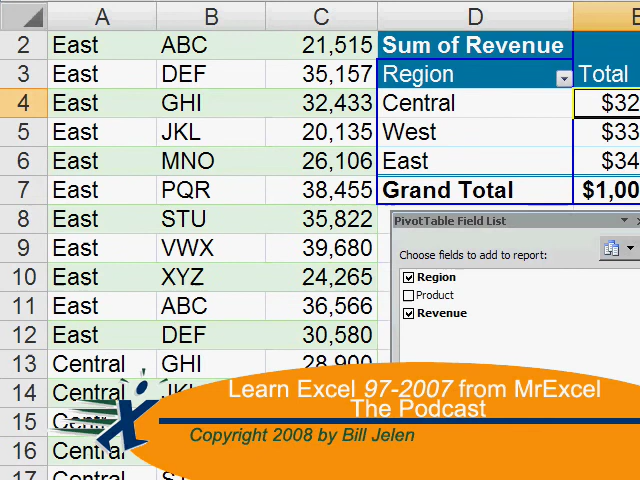 A B C D E
2 East ABC 21,515 Sum of Revenue
3 East DEF 35,157 Region Total
4 East GHI 32,433 Central $32
5 East JKL 20,135 West $33
6 East MNO 26,106 East $34
7 East PQR 38,455 Grand Total $1,00
8 East STU 35,822
PivotTable Field List
9 East VWX 39,680
Choose fields to add to report:
10 East XYZ 24,265
Region
Product
11 East ABC 36,566
Revenue
12 East DEF 30,580
13 Central GHI 28,900
14 Central JK
Learn Excel 97-2007 from MrExcel
The Podcast
15 Central
Copyright 2008 by Bill Jelen
16 Central
17 Central